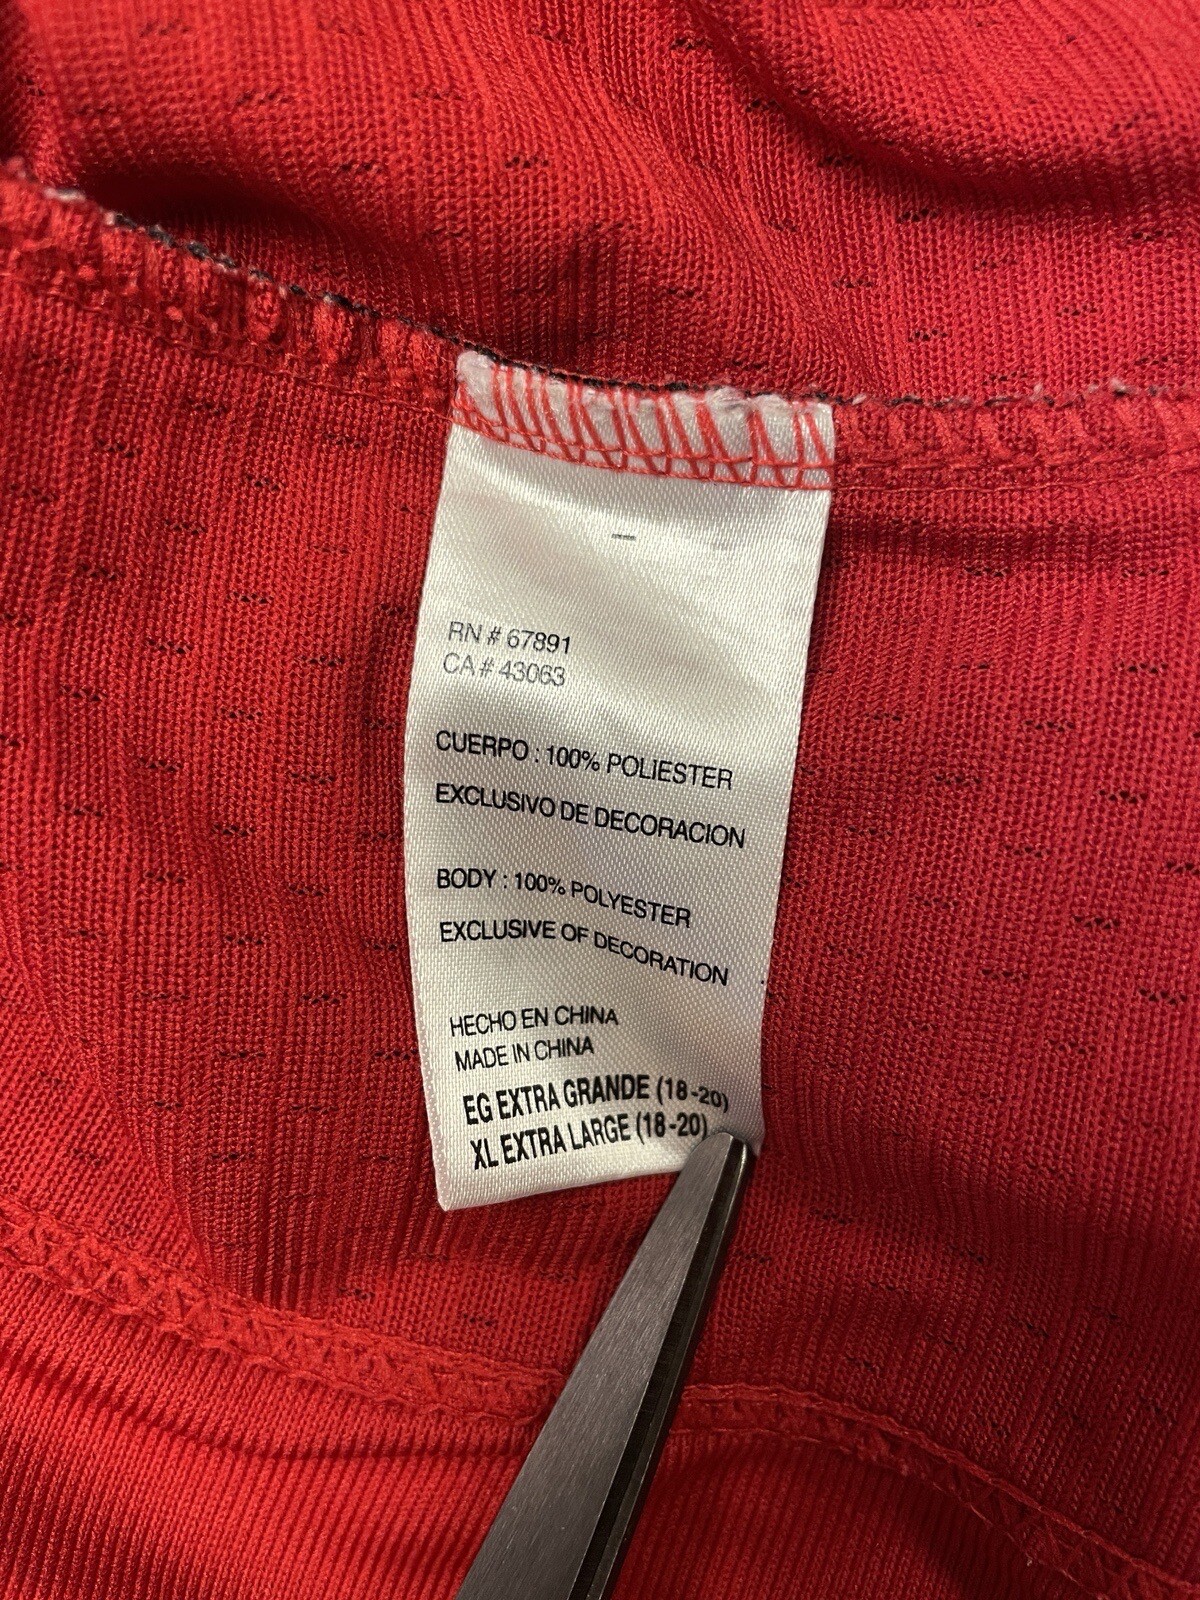 RN # 67891
CA # 43063
CUERPO : 100% POLIESTER
EXCLUSIVO DE DECORACION
BODY : 100% POLYESTER
EXCLUSIVE OF DECORATION
HECHO EN CHINA
MADE IN CHINA
EG EXTRA GRANDE (18-20)
XL EXTRA LARGE (18-20)